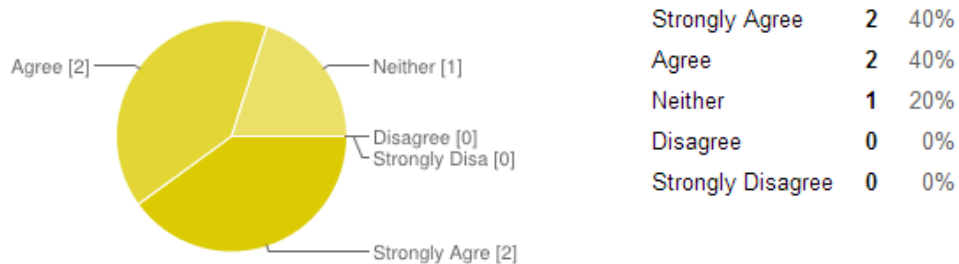 Agree [2]
Neither [1]
Disagree [0]
Strongly Disa [0]
Strongly Agre [2]
Strongly Agree 2 40%
Agree 2 40%
Neither 1 20%
Disagree 0 0%
Strongly Disagree 0 0%